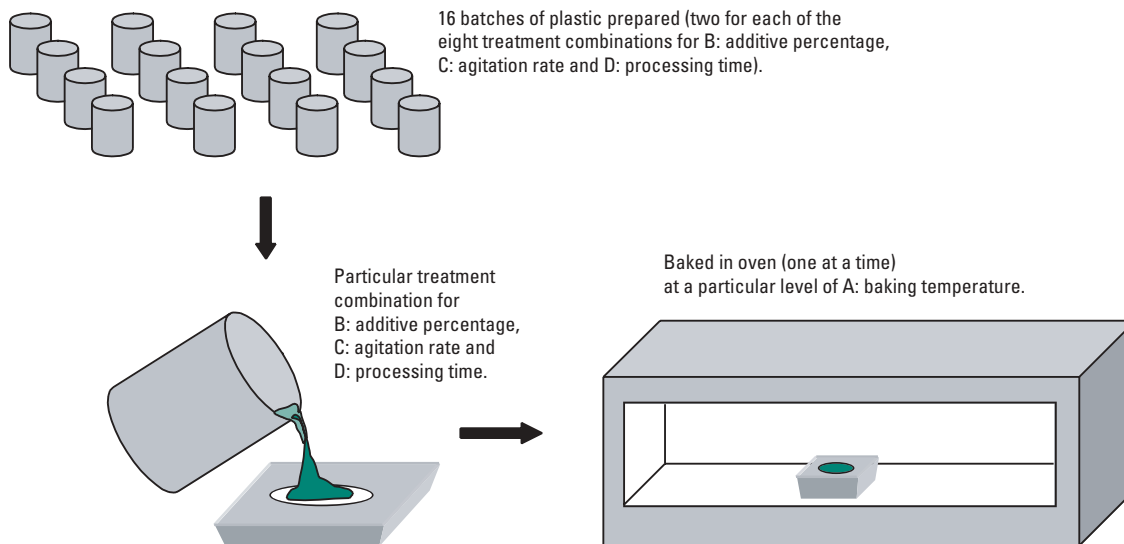 16 batches of plastic prepared (two for each of the
eight treatment combinations for B: additive percentage,
C: agitation rate and D: processing time).
Particular treatment
combination for
B: additive percentage,
C: agitation rate and
D: processing time.
Baked in oven (one at a time)
at a particular level of A: baking temperature.